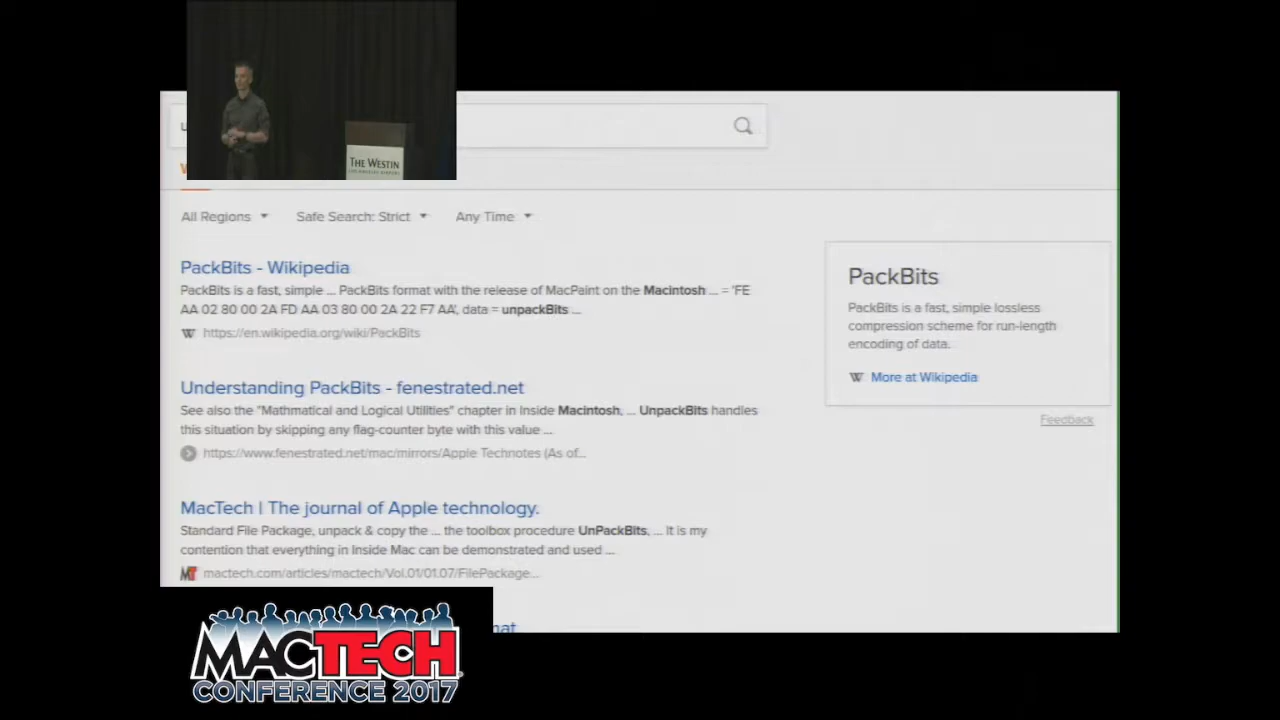 THE WESTIN
All Regions
Safe Search: Strict
Any Time
PackBits - Wikipedia
PackBits is a fast, simple ... PackBits format with the release of MacPaint on the Macintosh ... = 'FE
AA 02 80 00 2A FD AA 03 80 00 2A 22 F7 AA', data = unpackBits ...
W https://en.wikipedia.org/wiki/PackBits
Understanding PackBits - fenestrated.net
See also the "Mathmatical and Logical Utilities" chapter in Inside Macintosh, ... UnpackBits handles
this situation by skipping any flag-counter byte with this value ...
https://www.fenestrated.net/mac/mirrors/Apple Technotes (As of...
MacTech | The journal of Apple technology.
Standard File Package, unpack & copy the ... the toolbox procedure UnPackBits, ... It is my
contention that everything in Inside Mac can be demonstrated and used ...
MT mactech.com/articles/mactech/Vol.01/01.07/FilePackage...
PackBits
PackBits is a fast, simple lossless
compression scheme for run-length
encoding of data.
W More at Wikipedia
Feedback
MACTECH
CONFERENCE 2017